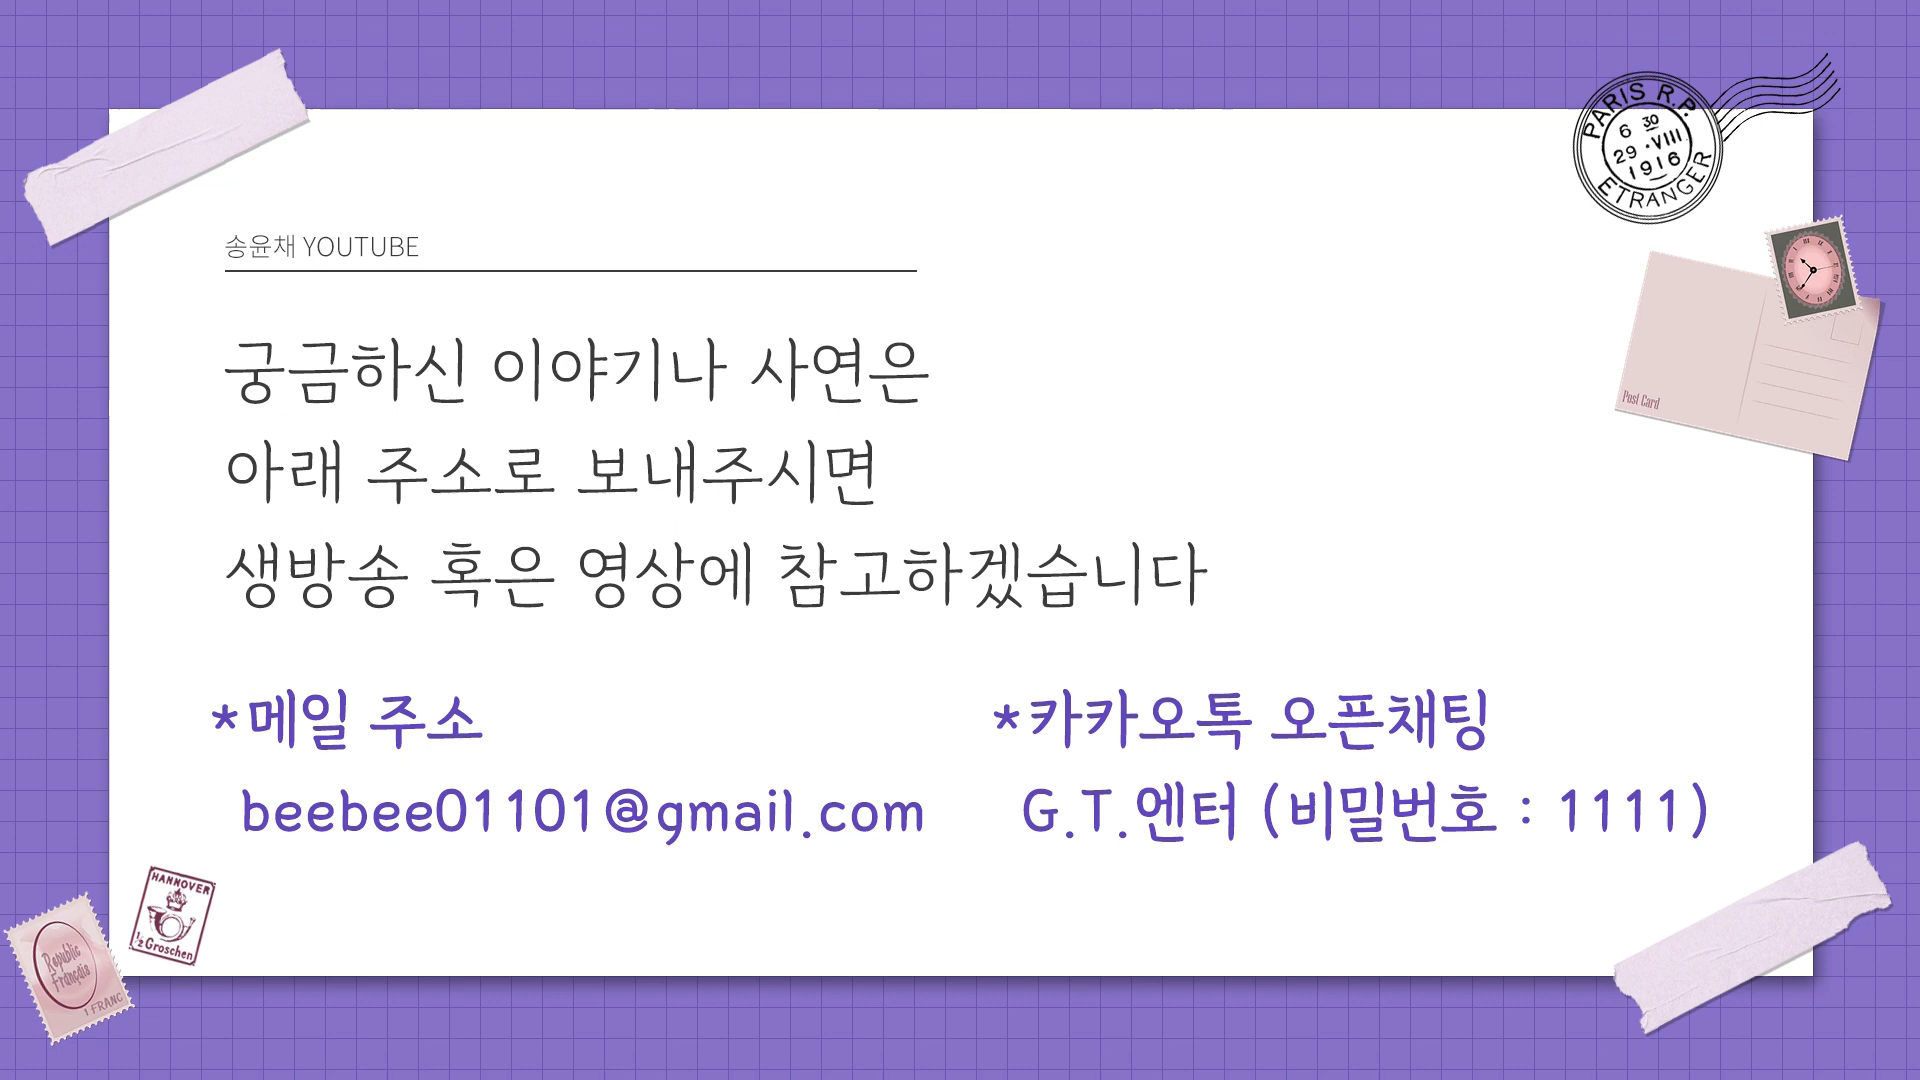 PARIS R.P.
6 30
29 · VIII
1916
ETRANGER
송윤채 YOUTUBE
궁금하신 이야기나 사연은
아래 주소로 보내주시면
생방송 혹은 영상에 참고하겠습니다
Post Card
*메일 주소
beebee01101@gmail.com
*카카오톡 오픈채팅
G.T.엔터 (비밀번호 : 1111)
HANNOVER
1/2 Groschen
Republic
Française
1 FRANC